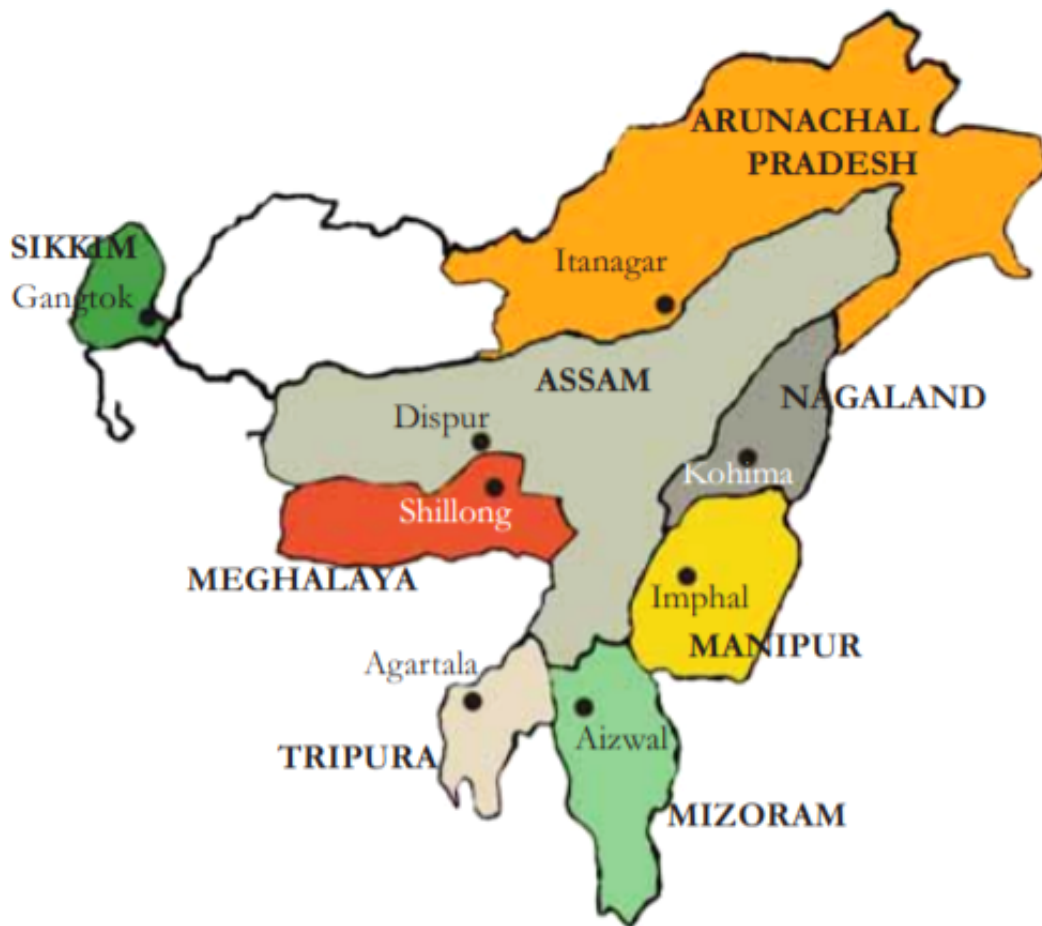 ARUNACHAL
PRADESH
SIKKIM
Itanagar
Gangtok
ASSAM
NAGALAND
Dispur
Kohima
Shillong
MEGHALAYA
Imphal
MANIPUR
Agartala
Aizwal
TRIPURA
MIZORAM